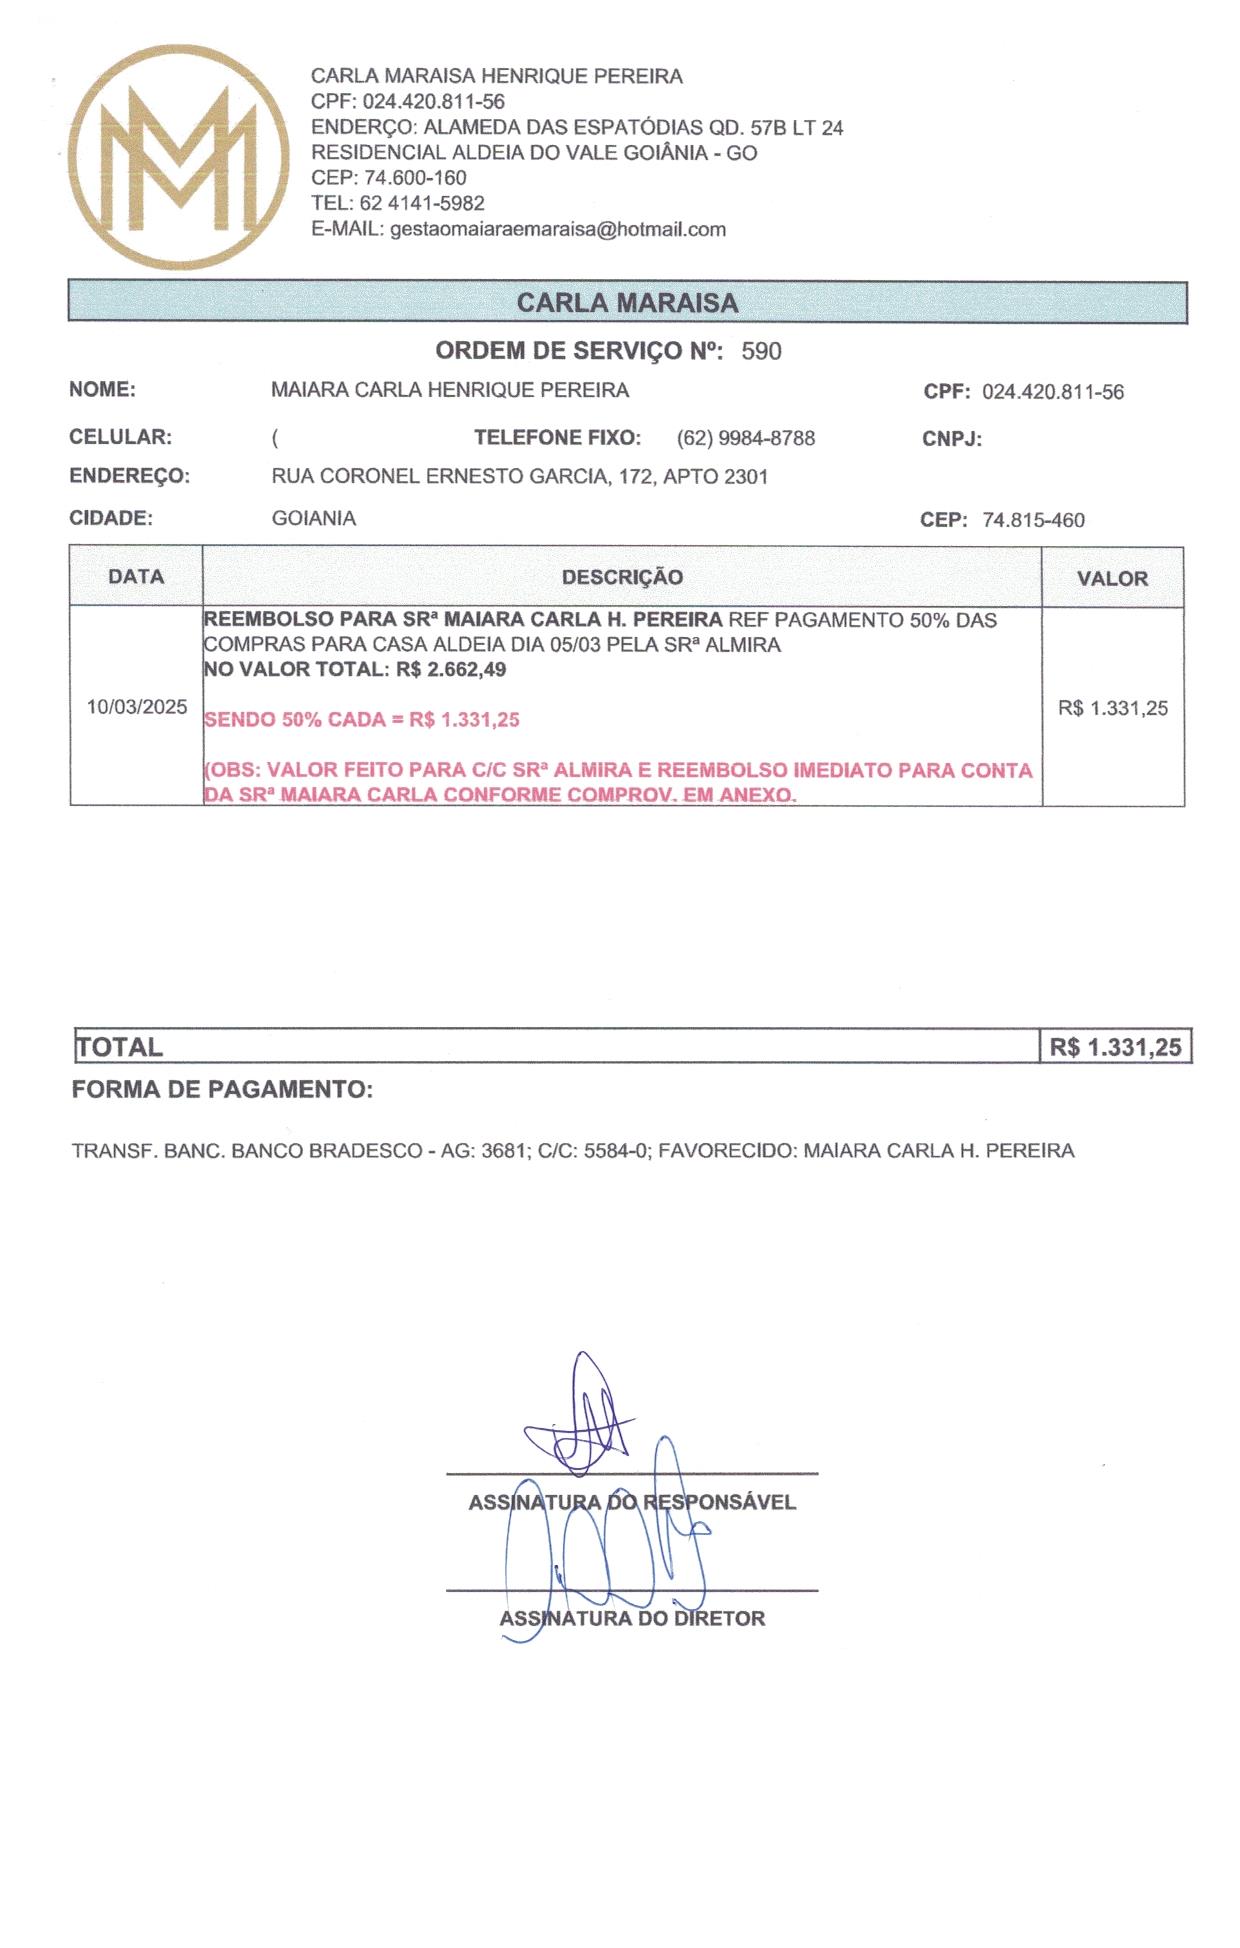 CARLA MARAISA HENRIQUE PEREIRA
CPF: 024.420.811-56
ENDERÇO: ALAMEDA DAS ESPATÓDIAS QD. 57B LT 24
RESIDENCIAL ALDEIA DO VALE GOIÂNIA - GO
CEP: 74.600-160
TEL: 62 4141-5982
E-MAIL: gestaomaiaraemaraisa@hotmail.com
CARLA MARAISA
ORDEM DE SERVIÇO Nº: 590
NOME: MAIARA CARLA HENRIQUE PEREIRA CPF: 024.420.811-56
CELULAR: ( TELEFONE FIXO: (62) 9984-8788 CNPJ:
ENDEREÇO: RUA CORONEL ERNESTO GARCIA, 172, APTO 2301
CIDADE: GOIANIA CEP: 74.815-460
DATA DESCRIÇÃO VALOR
REEMBOLSO PARA SRª MAIARA CARLA H. PEREIRA REF PAGAMENTO 50% DAS
COMPRAS PARA CASA ALDEIA DIA 05/03 PELA SRª ALMIRA
NO VALOR TOTAL: R$ 2.662,49
10/03/2025 SENDO 50% CADA = R$ 1.331,25 R$ 1.331,25
(OBS: VALOR FEITO PARA C/C SRª ALMIRA E REEMBOLSO IMEDIATO PARA CONTA
DA SRª MAIARA CARLA CONFORME COMPROV. EM ANEXO.
TOTAL R$ 1.331,25
FORMA DE PAGAMENTO:
TRANSF. BANC. BANCO BRADESCO - AG: 3681; C/C: 5584-0; FAVORECIDO: MAIARA CARLA H. PEREIRA
ASSINATURA DO RESPONSÁVEL
ASSINATURA DO DIRETOR